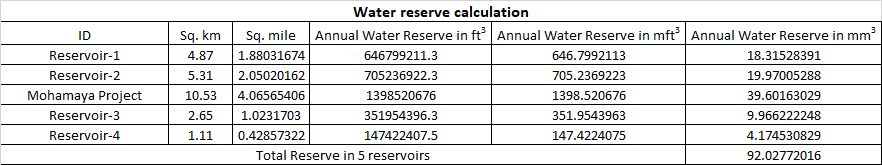 Water reserve calculation
ID Sq. km Sq. mile Annual Water Reserve in ft³ Annual Water Reserve in mft³ Annual Water Reserve in mm³
Reservoir-1 4.87 1.88031674 646799211.3 646.7992113 18.31528391
Reservoir-2 5.31 2.05020162 705236922.3 705.2369223 19.97005288
Mohamaya Project 10.53 4.06565406 1398520676 1398.520676 39.60163029
Reservoir-3 2.65 1.0231703 351954396.3 351.9543963 9.966222248
Reservoir-4 1.11 0.42857322 147422407.5 147.4224075 4.174530829
Total Reserve in 5 reservoirs 92.02772016